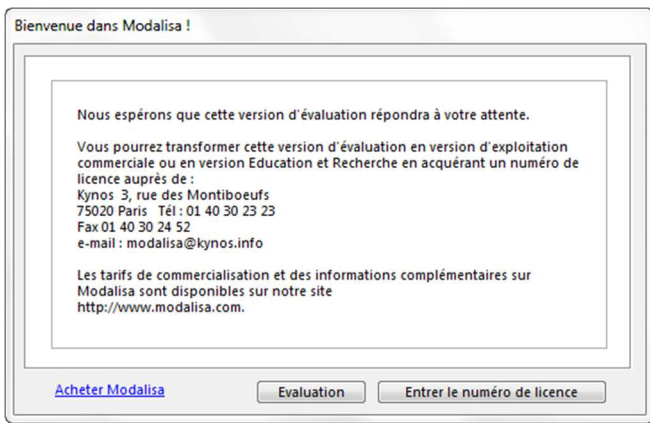 Bienvenue dans Modalisa !
Nous espérons que cette version d'évaluation répondra à votre attente.
Vous pourrez transformer cette version d'évaluation en version d'exploitation
commerciale ou en version Education et Recherche en acquérant un numéro de
licence auprès de :
Kynos 3, rue des Montiboeufs
75020 Paris Tél : 01 40 30 23 23
Fax 01 40 30 24 52
e-mail : modalisa@kynos.info
Les tarifs de commercialisation et des informations complémentaires sur
Modalisa sont disponibles sur notre site
http://www.modalisa.com.
Acheter Modalisa Evaluation Entrer le numéro de licence